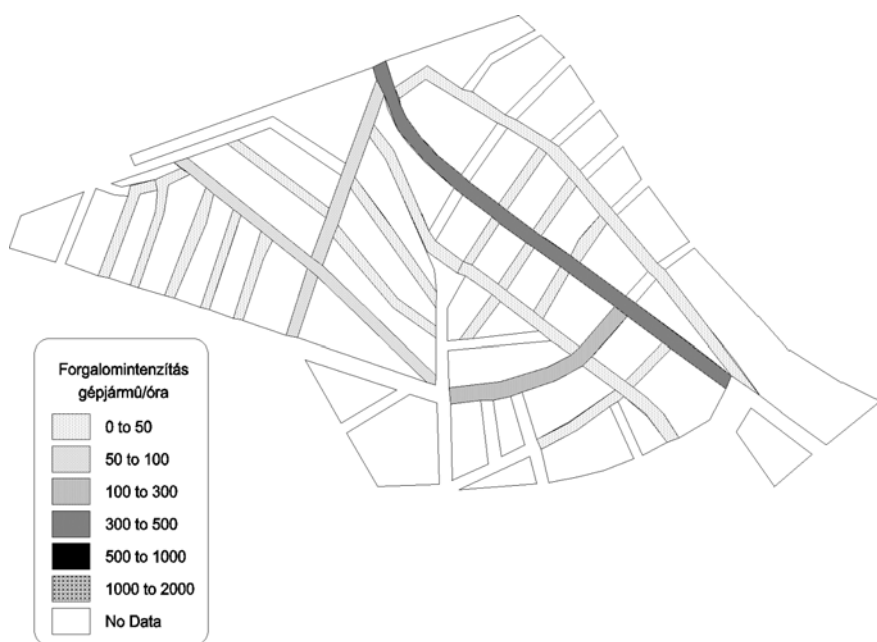 Forgalomintenzítás
gépjármû/óra
0 to 50
50 to 100
100 to 300
300 to 500
500 to 1000
1000 to 2000
No Data